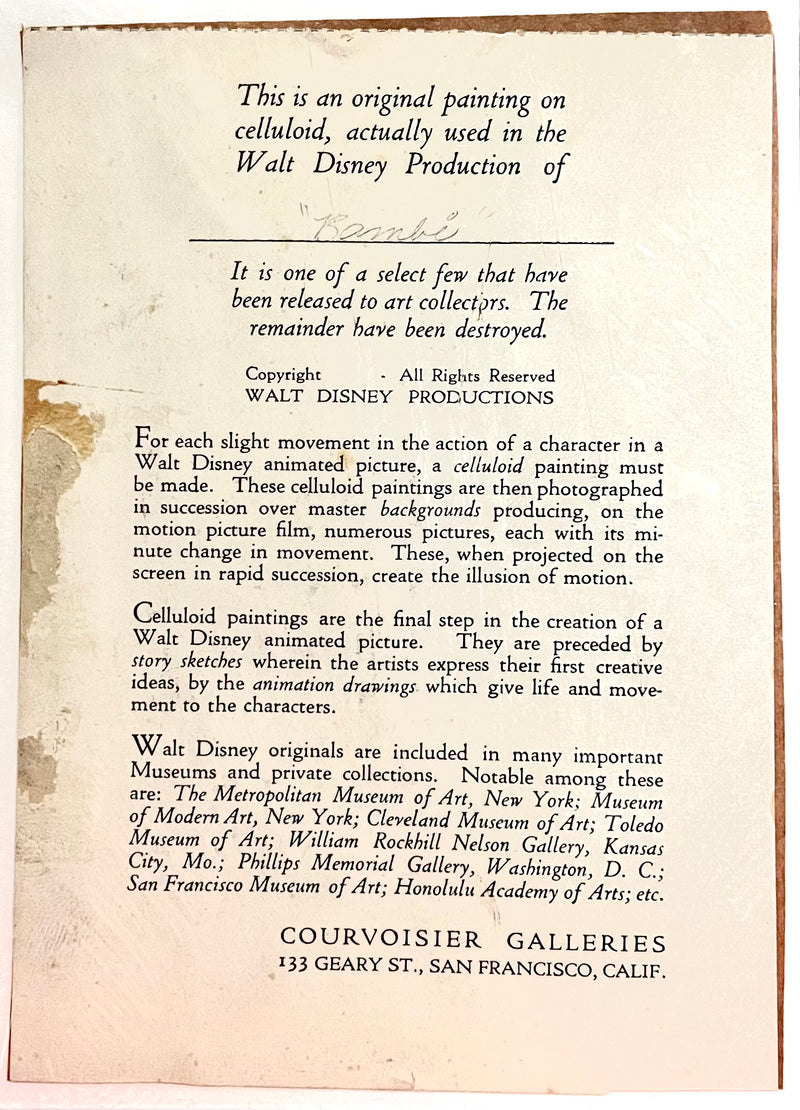 This is an original painting on
celluloid, actually used in the
Walt Disney Production of
"Bambi"
It is one of a select few that have
been released to art collectors. The
remainder have been destroyed.
Copyright - All Rights Reserved
WALT DISNEY PRODUCTIONS
For each slight movement in the action of a character in a
Walt Disney animated picture, a celluloid painting must
be made. These celluloid paintings are then photographed
in succession over master backgrounds producing, on the
motion picture film, numerous pictures, each with its mi-
nute change in movement. These, when projected on the
screen in rapid succession, create the illusion of motion.
Celluloid paintings are the final step in the creation of a
Walt Disney animated picture. They are preceded by
story sketches wherein the artists express their first creative
ideas, by the animation drawings which give life and move-
ment to the characters.
Walt Disney originals are included in many important
Museums and private collections. Notable among these
are: The Metropolitan Museum of Art, New York; Museum
of Modern Art, New York; Cleveland Museum of Art; Toledo
Museum of Art; William Rockhill Nelson Gallery, Kansas
City, Mo.; Phillips Memorial Gallery, Washington, D. C.;
San Francisco Museum of Art; Honolulu Academy of Arts; etc.
COURVOISIER GALLERIES
133 GEARY ST., SAN FRANCISCO, CALIF.